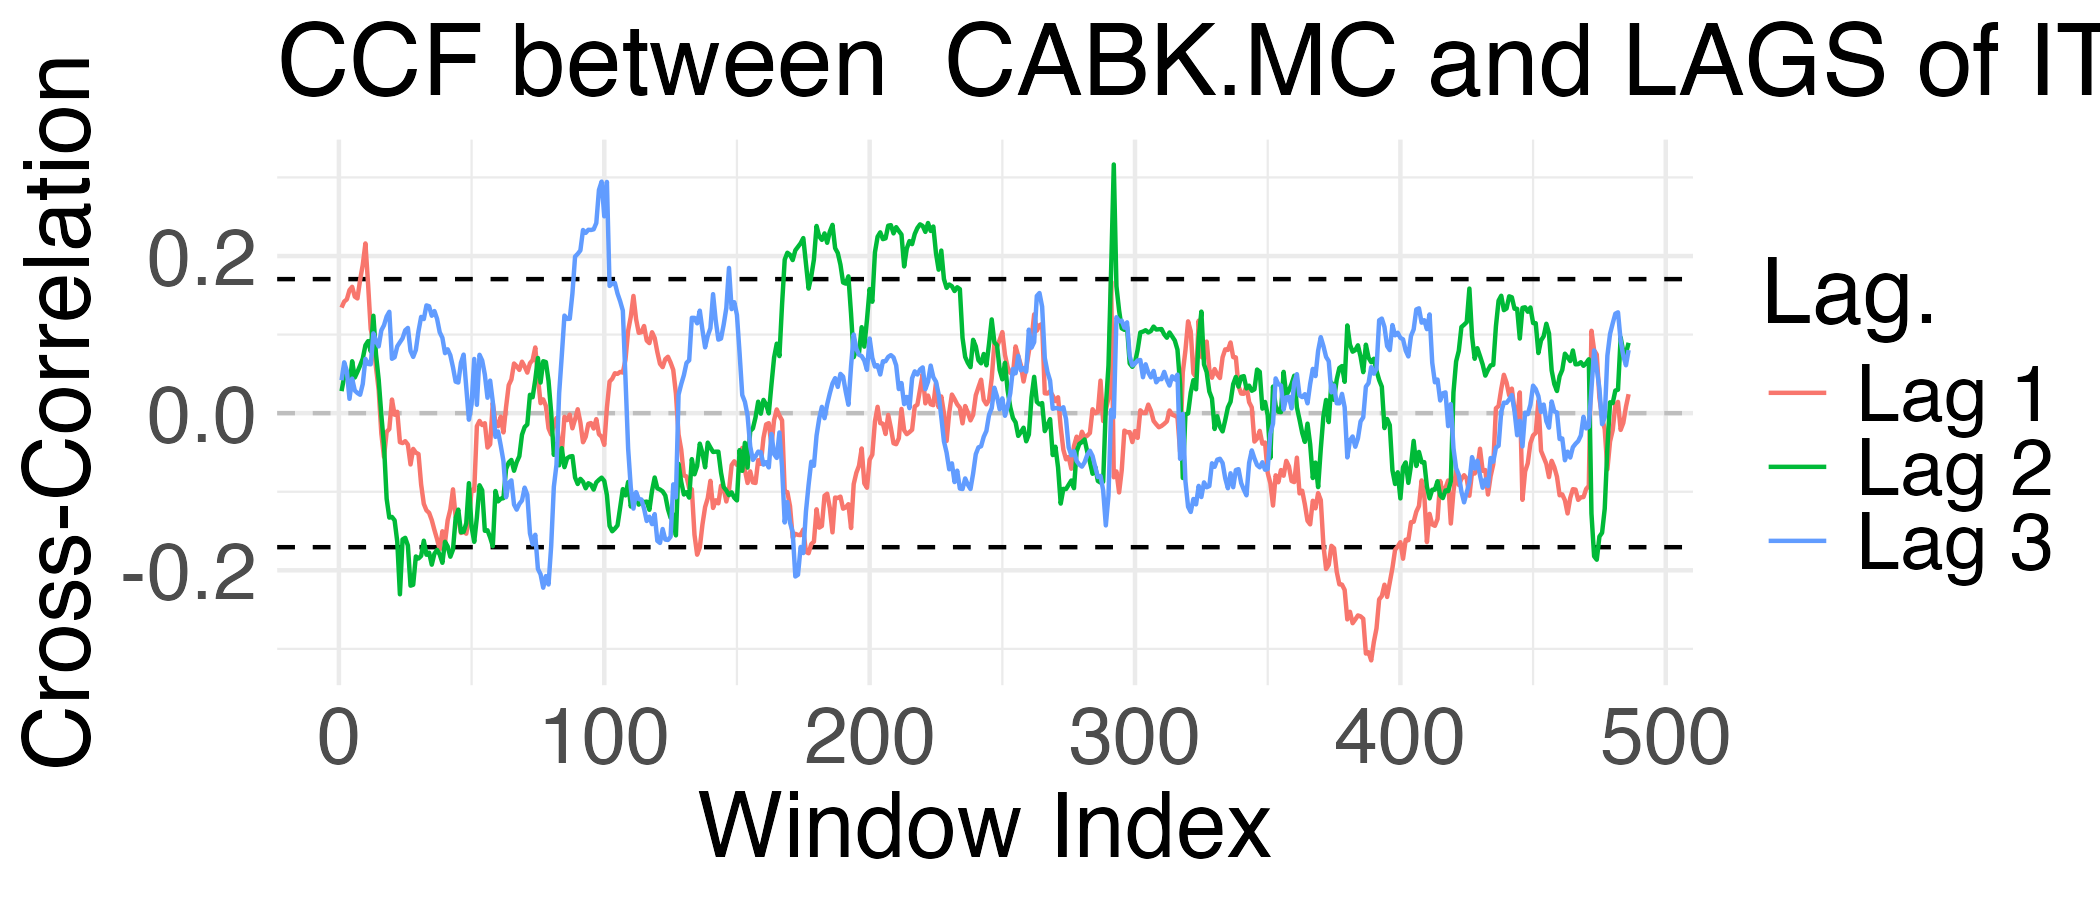 CCF between  CABK.MC and LAGS of IT
Cross-Correlation
0.2
0.0
-0.2
0
100
200
300
400
500
Window Index
Lag.
Lag 1
Lag 2
Lag 3